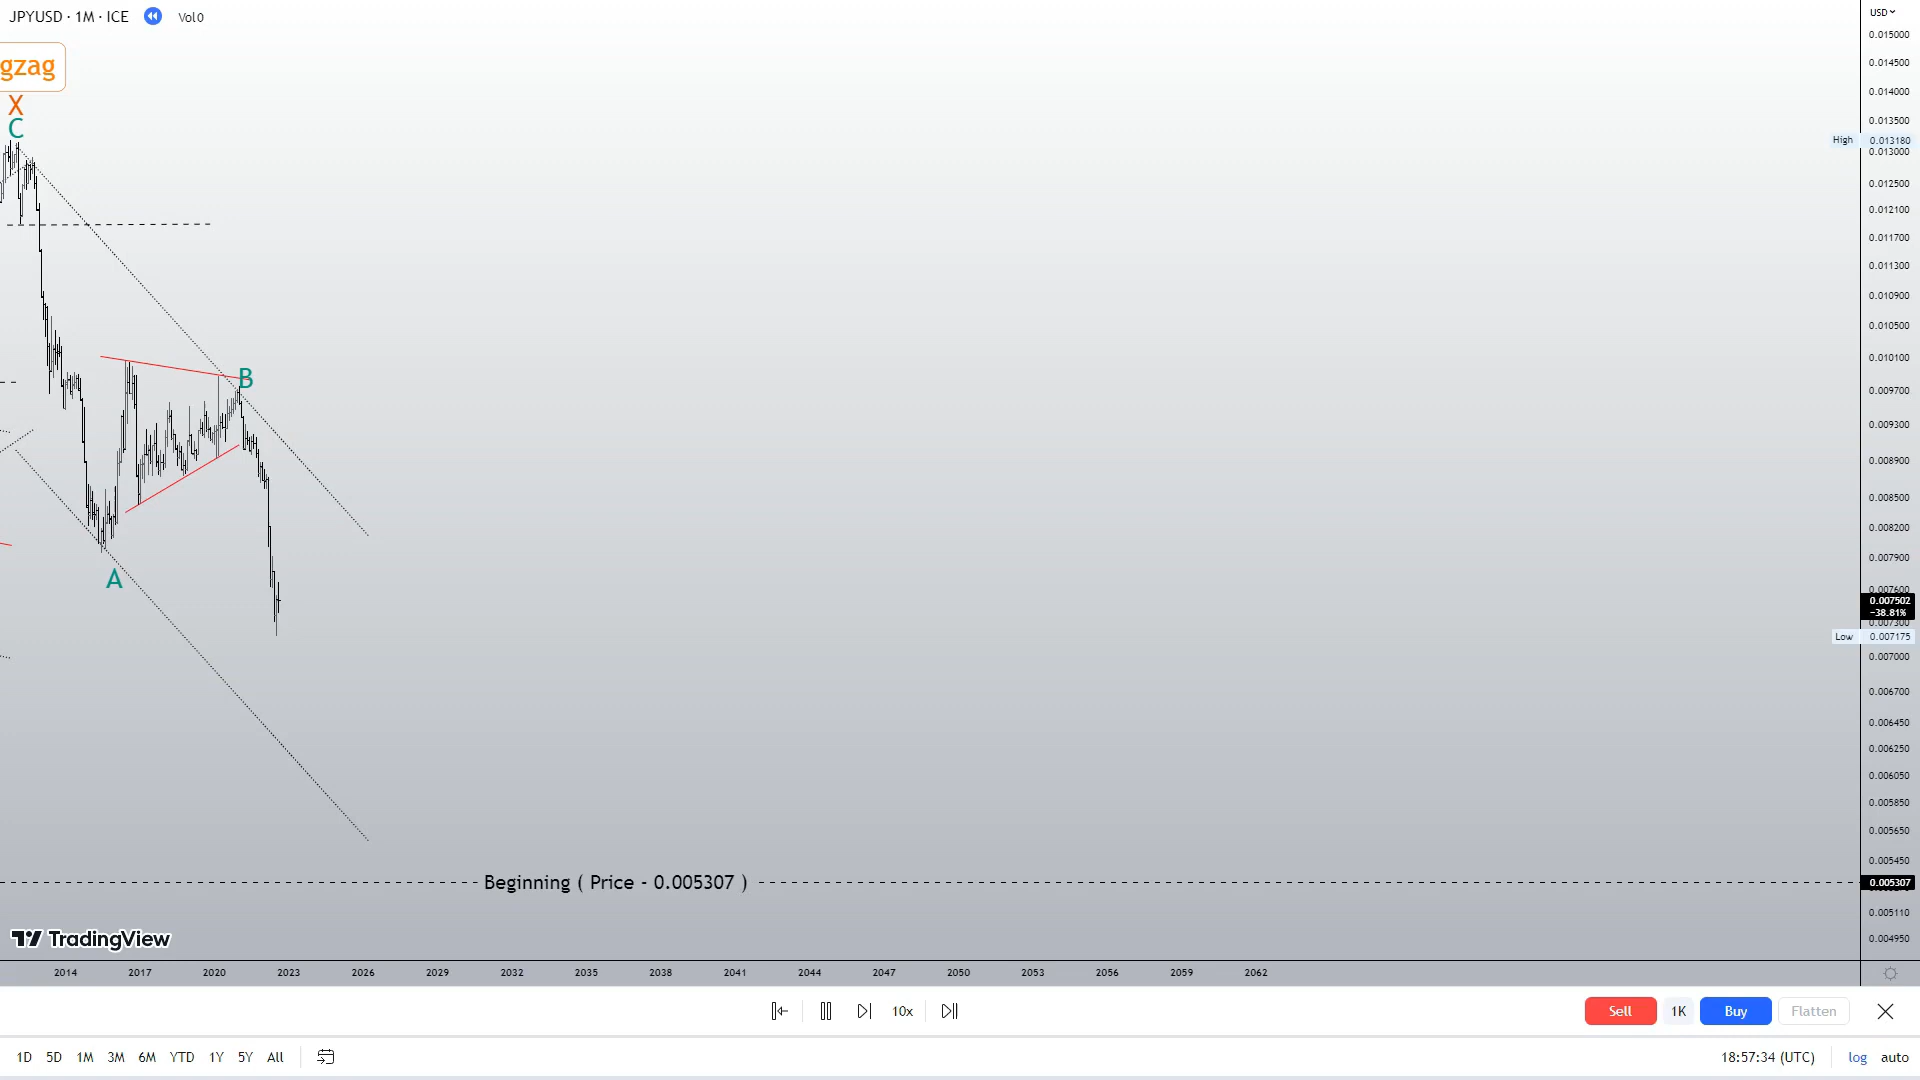 JPYUSD · 1M · ICE Vol0
USD
gzag
X
C
B
A
0.015000
0.014500
0.014000
0.013500
High 0.013180
0.013000
0.012500
0.012100
0.011700
0.011300
0.010900
0.010500
0.010100
0.009700
0.009300
0.008900
0.008500
0.008200
0.007900
0.007600
0.007502
−38.81%
0.007300
Low 0.007175
0.007000
0.006700
0.006450
0.006250
0.006050
0.005850
0.005650
0.005450
Beginning ( Price - 0.005307 )
0.005307
0.005110
0.004950
TradingView
2014 2017 2020 2023 2026 2029 2032 2035 2038 2041 2044 2047 2050 2053 2056 2059 2062
10x
Sell 1K Buy Flatten
1D 5D 1M 3M 6M YTD 1Y 5Y All
18:57:34 (UTC) log auto